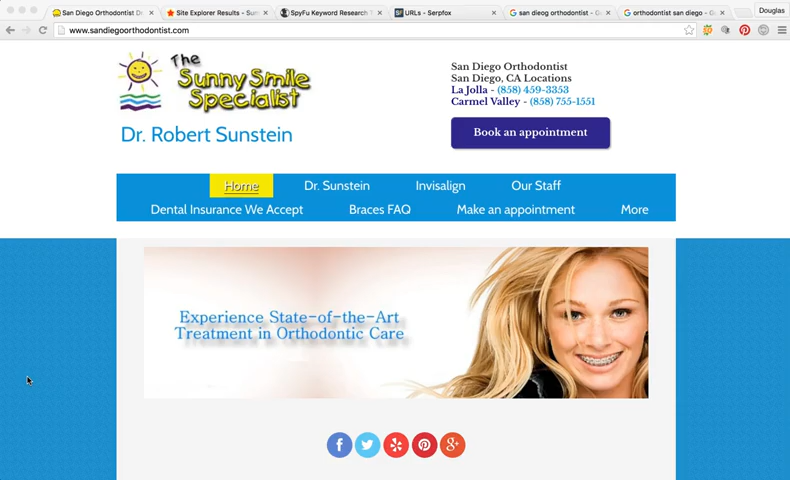 San Diego Orthodontist D
Site Explorer Results - Sun
SpyFu Keyword Research T
URLs - Serpfox
san dieog orthodontist - G
orthodontist san diego - G
Douglas
www.sandiegoorthodontist.com
The
Sunny Smile
Specialist
Dr. Robert Sunstein
San Diego Orthodontist
San Diego, CA Locations
La Jolla - (858) 459-3353
Carmel Valley - (858) 755-1551
Book an appointment
Home Dr. Sunstein Invisalign Our Staff
Dental Insurance We Accept Braces FAQ Make an appointment More
Experience State-of-the-Art
Treatment in Orthodontic Care